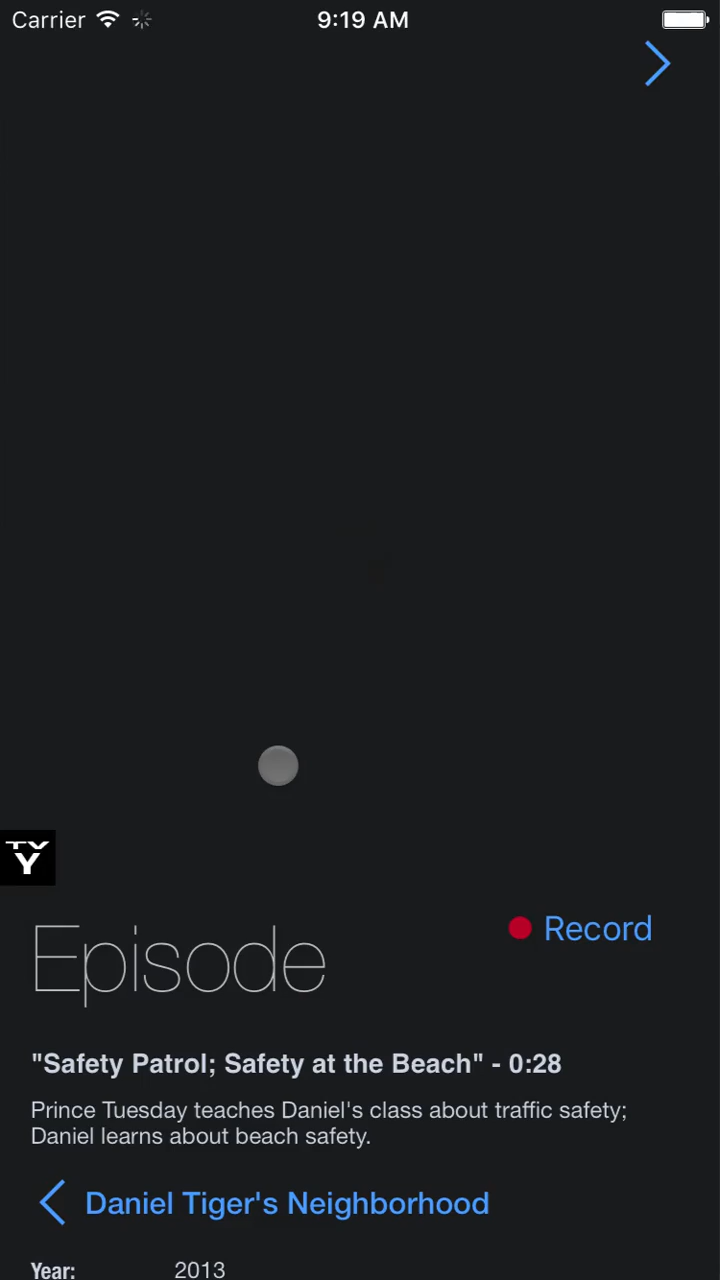 Carrier 9:19 AM
TV
Y
Episode
Record
"Safety Patrol; Safety at the Beach" - 0:28
Prince Tuesday teaches Daniel's class about traffic safety;
Daniel learns about beach safety.
Daniel Tiger's Neighborhood
Year: 2013